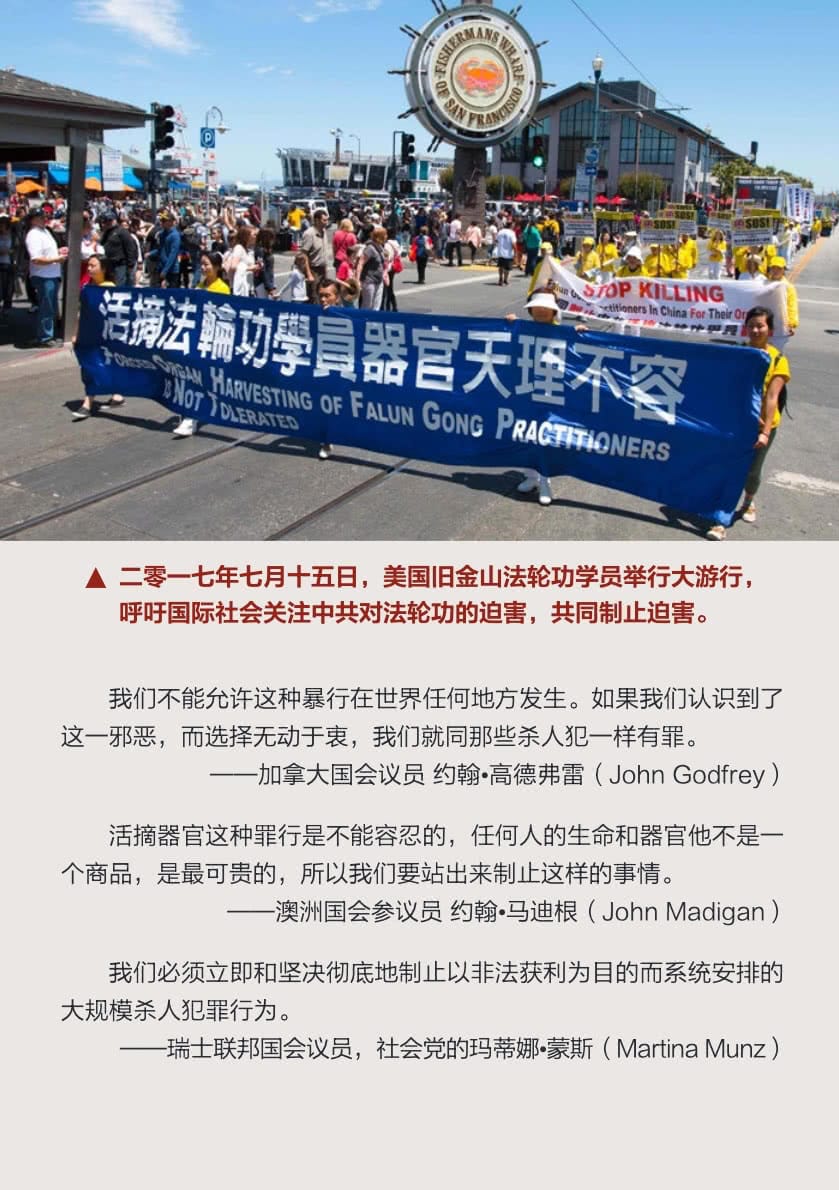 FISHERMANS WHARF
OF SAN FRANCISCO
P
SOS!
SOS!
SOS!
STOP KILLING
Practitioners In China For Their
活摘法輪功學員器官天理不容
FORCED ORGAN HARVESTING OF FALUN GONG PRACTITIONERS
IS NOT TOLERATED
▲ 二零一七年七月十五日，美国旧金山法轮功学员举行大游行，
呼吁国际社会关注中共对法轮功的迫害，共同制止迫害。
我们不能允许这种暴行在世界任何地方发生。如果我们认识到了
这一邪恶，而选择无动于衷，我们就同那些杀人犯一样有罪。
——加拿大国会议员 约翰•高德弗雷（John Godfrey）
活摘器官这种罪行是不能容忍的，任何人的生命和器官他不是一
个商品，是最可贵的，所以我们要站出来制止这样的事情。
——澳洲国会参议员 约翰•马迪根（John Madigan）
我们必须立即和坚决彻底地制止以非法获利为目的而系统安排的
大规模杀人犯罪行为。
——瑞士联邦国会议员，社会党的玛蒂娜•蒙斯（Martina Munz）